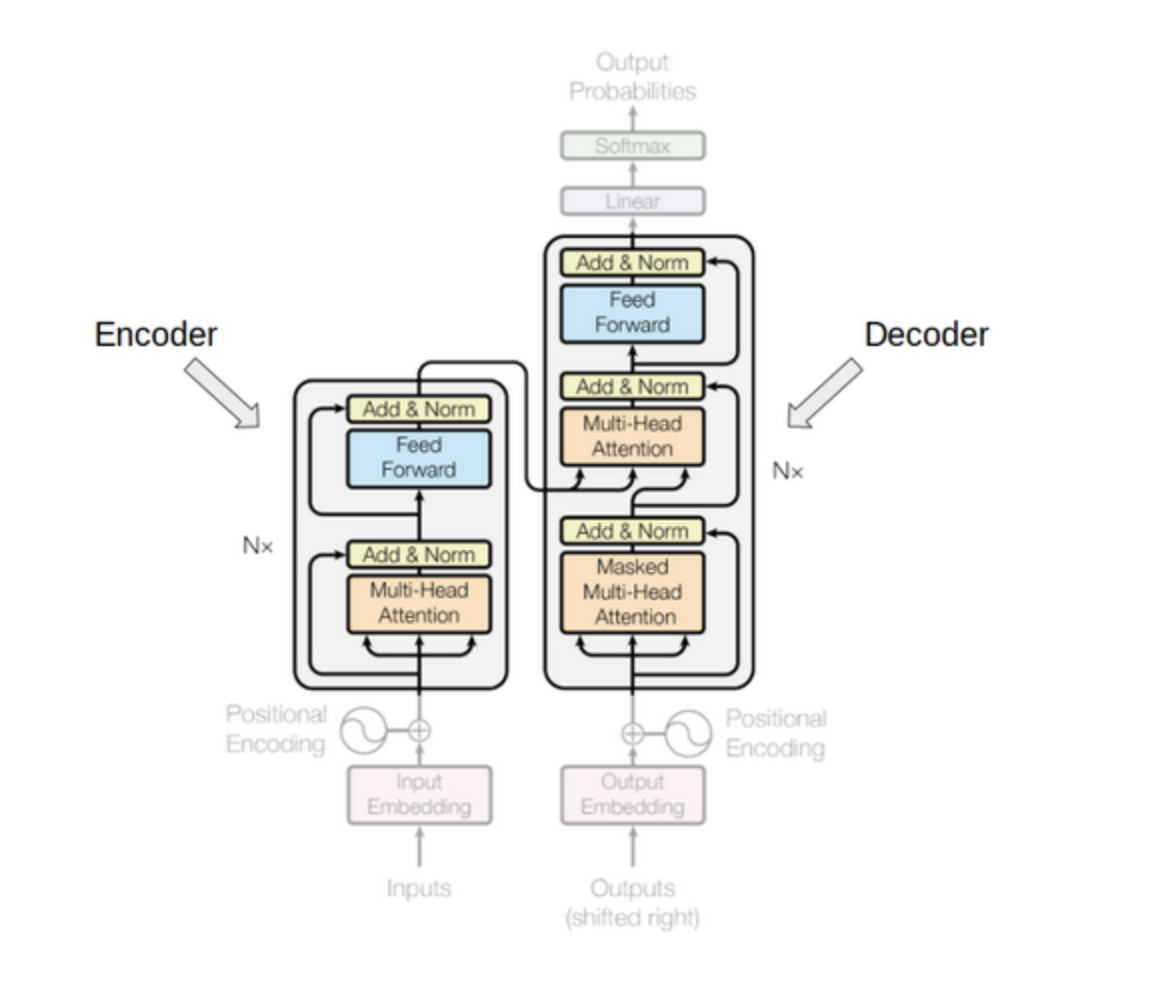 Output
Probabilities
Softmax
Linear
Add & Norm
Feed
Forward
Add & Norm
Multi-Head
Attention
Add & Norm
Masked
Multi-Head
Attention
Nx
Decoder
Encoder
Add & Norm
Feed
Forward
Add & Norm
Multi-Head
Attention
Nx
Positional
Encoding
Input
Embedding
Inputs
Positional
Encoding
Output
Embedding
Outputs
(shifted right)